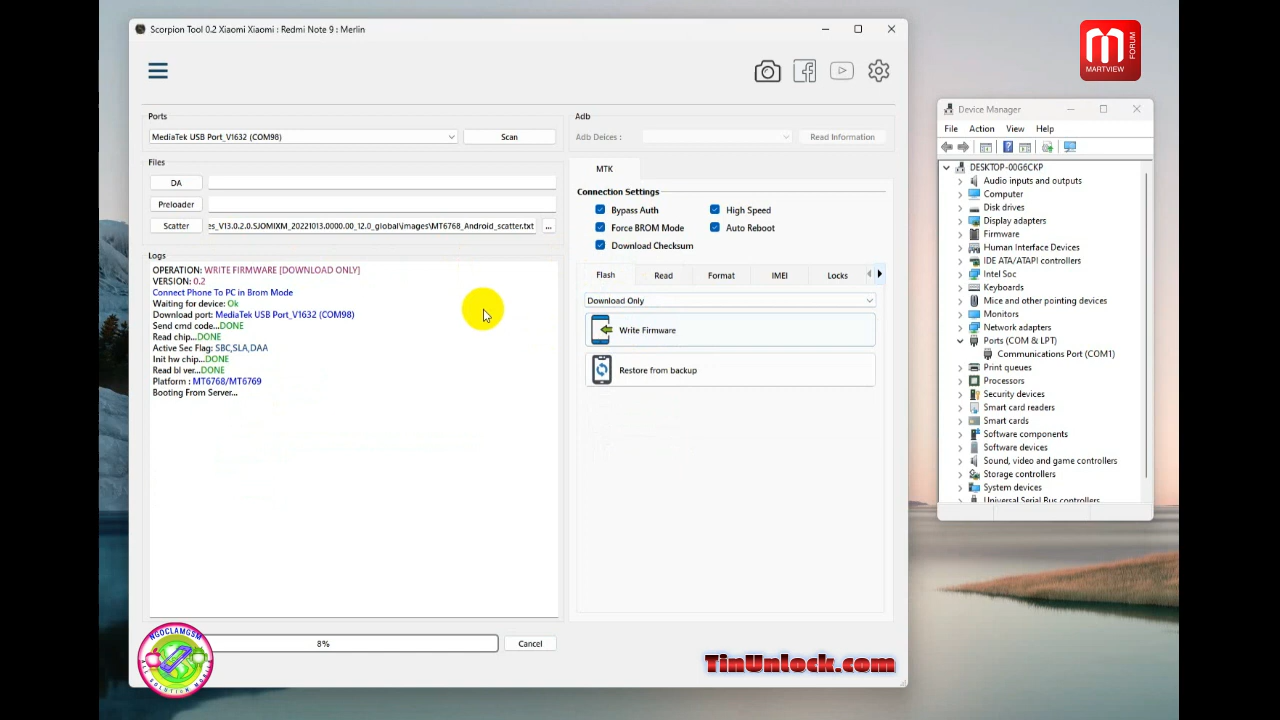 Scorpion Tool 0.2 Xiaomi Xiaomi : Redmi Note 9 : Merlin
MARTVIEW
FORUM
Ports
MediaTek USB Port_V1632 (COM98)
Scan
Files
DA
Preloader
Scatter
es_V13.0.2.0.SJOMIXM_20221013.0000.00_12.0_global\images\MT6768_Android_scatter.txt
...
Logs
OPERATION: WRITE FIRMWARE [DOWNLOAD ONLY]
VERSION: 0.2
Connect Phone To PC in Brom Mode
Waiting for device: Ok
Download port: MediaTek USB Port_V1632 (COM98)
Send cmd code...DONE
Read chip...DONE
Active Sec Flag: SBC,SLA,DAA
Init hw chip...DONE
Read bl ver...DONE
Platform : MT6768/MT6769
Booting From Server...
8%
Cancel
Adb
Adb Deices :
Read Information
MTK
Connection Settings
Bypass Auth
High Speed
Force BROM Mode
Auto Reboot
Download Checksum
Flash
Read
Format
IMEI
Locks
Download Only
Write Firmware
Restore from backup
Device Manager
File
Action
View
Help
DESKTOP-00G6CKP
Audio inputs and outputs
Computer
Disk drives
Display adapters
Firmware
Human Interface Devices
IDE ATA/ATAPI controllers
Intel Soc
Keyboards
Mice and other pointing devices
Monitors
Network adapters
Ports (COM & LPT)
Communications Port (COM1)
Print queues
Processors
Security devices
Smart card readers
Smart cards
Software components
Software devices
Sound, video and game controllers
Storage controllers
System devices
Universal Serial Bus controllers
NGOCLAMGSM
ALL SOLUTION MOBILE
TinUnlock.com